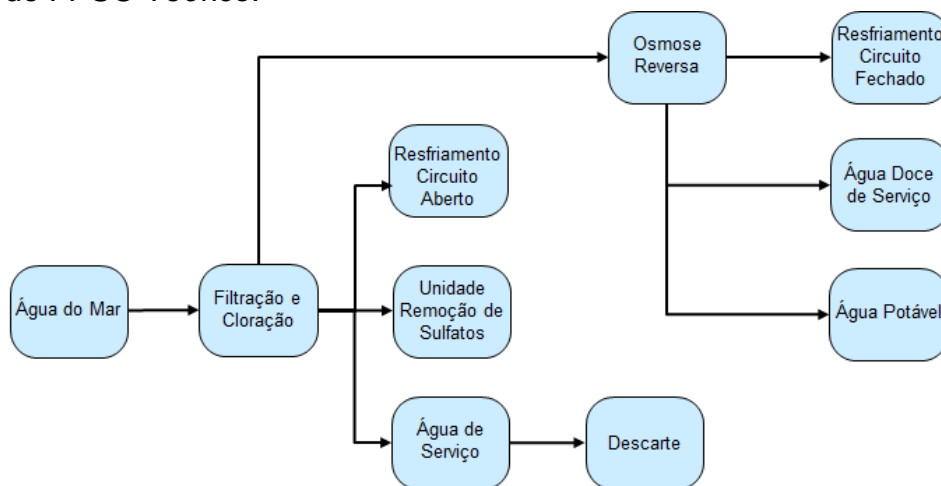 Osmose
Reversa
Resfriamento
Circuito
Fechado
Resfriamento
Circuito
Aberto
Água Doce
de Serviço
Água do Mar
Filtração e
Cloração
Unidade
Remoção de
Sulfatos
Água Potável
Água de
Serviço
Descarte